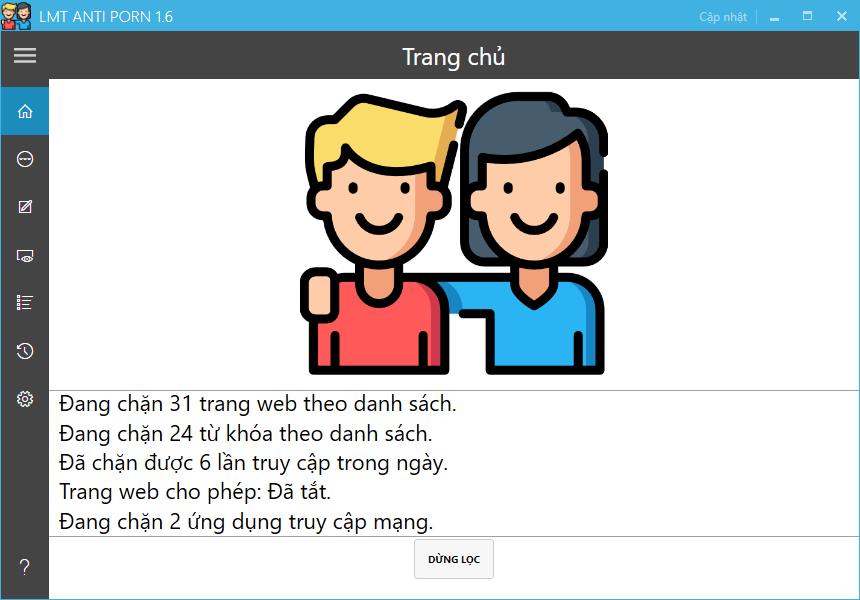 LMT ANTI PORN 1.6
Cập nhật
Trang chủ
Đang chặn 31 trang web theo danh sách.
Đang chặn 24 từ khóa theo danh sách.
Đã chặn được 6 lần truy cập trong ngày.
Trang web cho phép: Đã tắt.
Đang chặn 2 ứng dụng truy cập mạng.
DỪNG LỌC
?